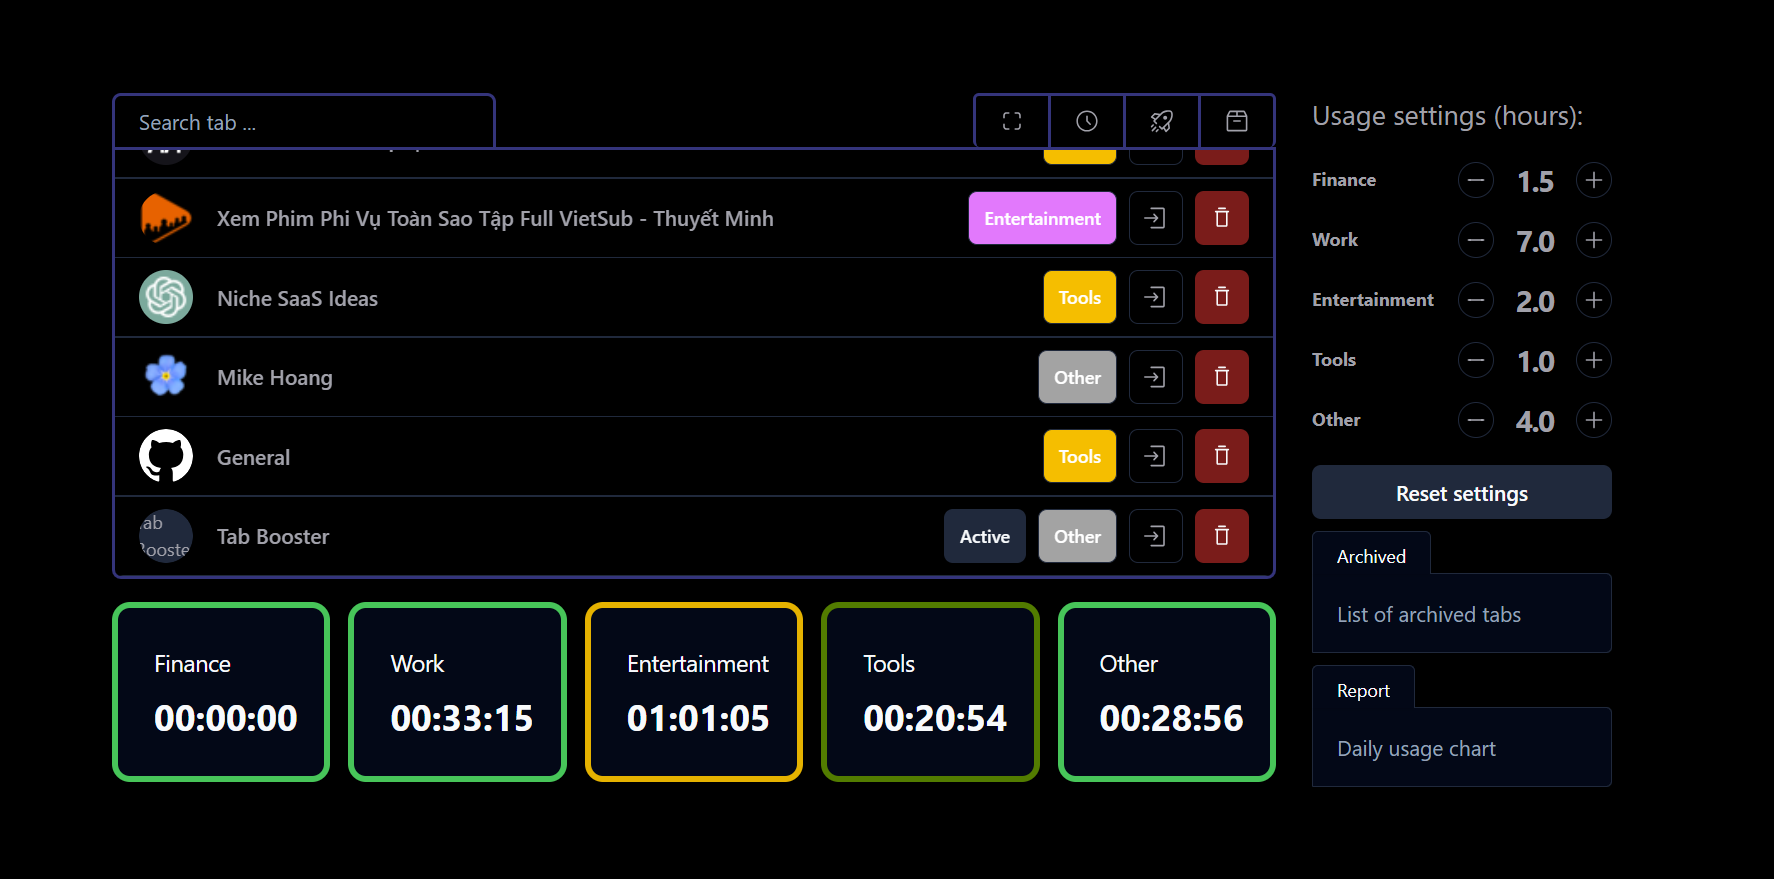 Search tab ...
Usage settings (hours):
Xem Phim Phi Vụ Toàn Sao Tập Full VietSub - Thuyết Minh
Entertainment
Niche SaaS Ideas
Tools
Mike Hoang
Other
General
Tools
Tab Booster
Active
Other
Finance
1.5
Work
7.0
Entertainment
2.0
Tools
1.0
Other
4.0
Reset settings
Archived
List of archived tabs
Report
Daily usage chart
Finance
00:00:00
Work
00:33:15
Entertainment
01:01:05
Tools
00:20:54
Other
00:28:56